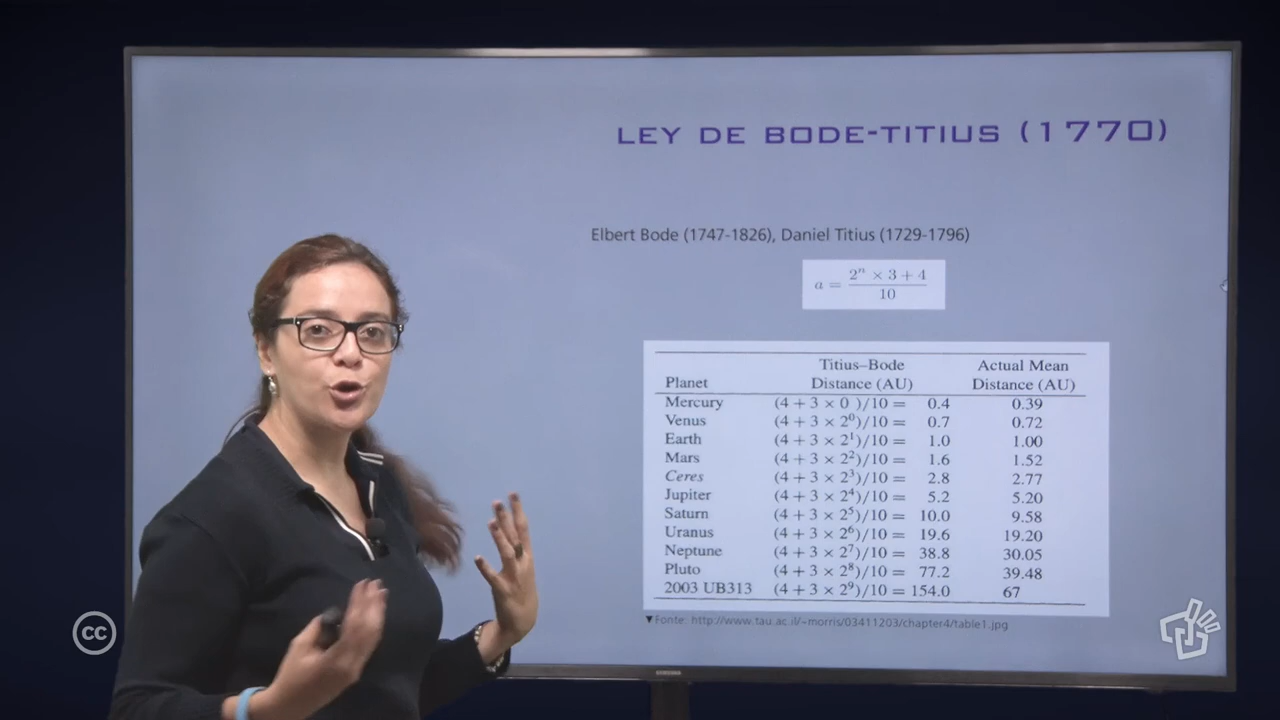 LEY DE BODE-TITIUS (1770)
Elbert Bode (1747-1826), Daniel Titius (1729-1796)
a = 2ⁿ × 3 + 4 / 10
Titius–Bode Actual Mean
Planet Distance (AU) Distance (AU)
Mercury (4 + 3 × 0 )/10 = 0.4 0.39
Venus (4 + 3 × 2⁰)/10 = 0.7 0.72
Earth (4 + 3 × 2¹)/10 = 1.0 1.00
Mars (4 + 3 × 2²)/10 = 1.6 1.52
Ceres (4 + 3 × 2³)/10 = 2.8 2.77
Jupiter (4 + 3 × 2⁴)/10 = 5.2 5.20
Saturn (4 + 3 × 2⁵)/10 = 10.0 9.58
Uranus (4 + 3 × 2⁶)/10 = 19.6 19.20
Neptune (4 + 3 × 2⁷)/10 = 38.8 30.05
Pluto (4 + 3 × 2⁸)/10 = 77.2 39.48
2003 UB313 (4 + 3 × 2⁹)/10 = 154.0 67
▼Fonte: http://www.tau.ac.il/~morris/03411203/chapter4/table1.jpg
cc
SAMSUNG